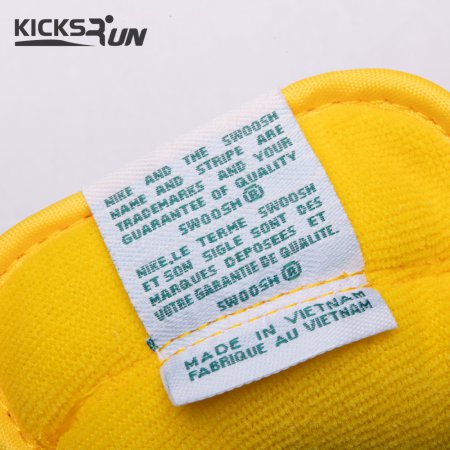 KICKSRUN
NIKE AND THE SWOOSH
NAME AND STRIPE ARE
TRADEMARKS AND YOUR
GUARANTEE OF QUALITY
SWOOSH ®
NIKE, LE TERME SWOOSH
ET SON SIGLE SONT DES
MARQUES DEPOSÉES ET
VOTRE GARANTIE DE QUALITE.
SWOOSH ®
MADE IN VIETNAM
FABRIQUE AU VIETNAM